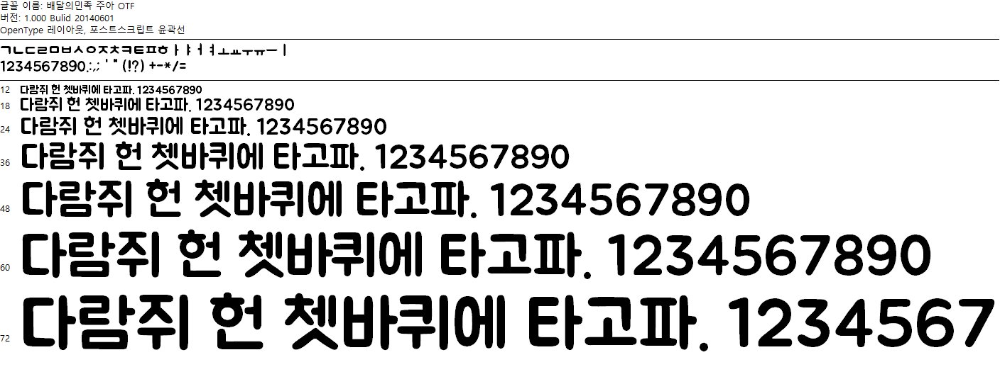 글꼴 이름: 배달의민족 주아 OTF
버전: 1.000 Bulid 20140601
OpenType 레이아웃, 포스트스크립트 윤곽선
ㄱㄴㄷㄹㅁㅂㅅㅇㅈㅊㅋㅌㅍㅎㅏㅑㅓㅕㅗㅛㅜㅠㅡㅣ
1234567890.:,; ' " (!?) +-*/=
12 다람쥐 헌 쳇바퀴에 타고파. 1234567890
18 다람쥐 헌 쳇바퀴에 타고파. 1234567890
24 다람쥐 헌 쳇바퀴에 타고파. 1234567890
36 다람쥐 헌 쳇바퀴에 타고파. 1234567890
48 다람쥐 헌 쳇바퀴에 타고파. 1234567890
60 다람쥐 헌 쳇바퀴에 타고파. 1234567890
72 다람쥐 헌 쳇바퀴에 타고파. 1234567